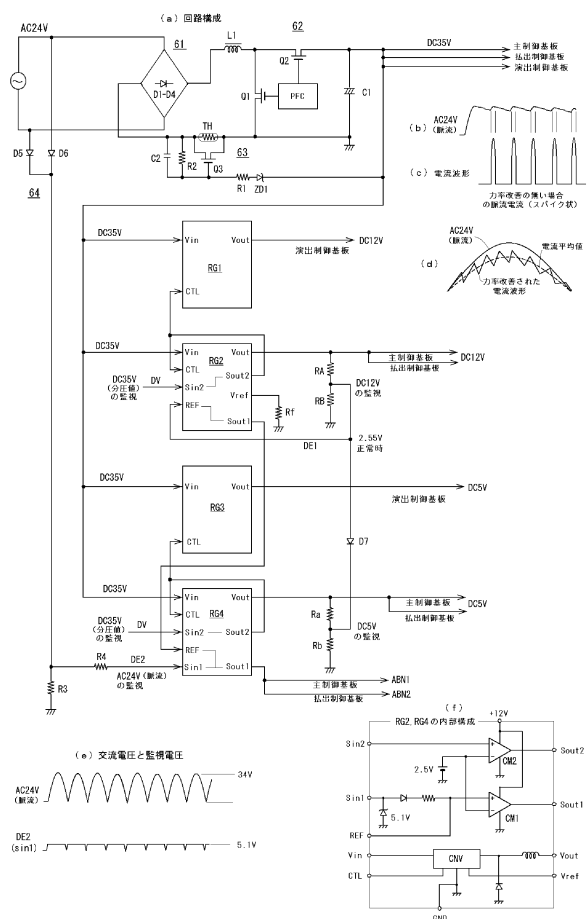 (a) 回路構成
AC24V
61
D1-D4
L1
62
Q2
Q1
PFC
C1
DC35V
主制御基板
払出制御基板
演出制御基板
D5
D6
64
C2
R2
TH
63
Q3
R1
ZD1
(b)
AC24V
(脈流)
(c) 電流波形
力率改善の無い場合
の脈流電流 (スパイク状)
(d)
AC24V
(脈流)
電流平均値
力率改善された
電流波形
DC35V
Vin
Vout
RG1
CTL
DC12V
演出制御基板
DC35V
Vin
Vout
RG2
CTL
DC35V
(分圧値)
の監視
DV
Sin2
Sout2
Vref
REF
Sout1
Rf
RA
RB
主制御基板
払出制御基板
DC12V
DC12V
の監視
DE1
2.55V
正常時
DC35V
Vin
Vout
RG3
CTL
DC5V
演出制御基板
D7
DC35V
Vin
Vout
RG4
CTL
DC35V
(分圧値)
の監視
DV
Sin2
Sout2
REF
Sin1
Sout1
Ra
Rb
主制御基板
払出制御基板
DC5V
DC5V
の監視
R4
DE2
AC24V (脈流)
の監視
R3
主制御基板
払出制御基板
ABN1
ABN2
(e) 交流電圧と監視電圧
AC24V
(脈流)
34V
DE2
(sin1)
5.1V
(f)
RG2, RG4の内部構成
+12V
Sin2
CM2
Sout2
2.5V
Sin1
5.1V
CM1
Sout1
REF
Vin
CNV
Vout
CTL
Vref
GND